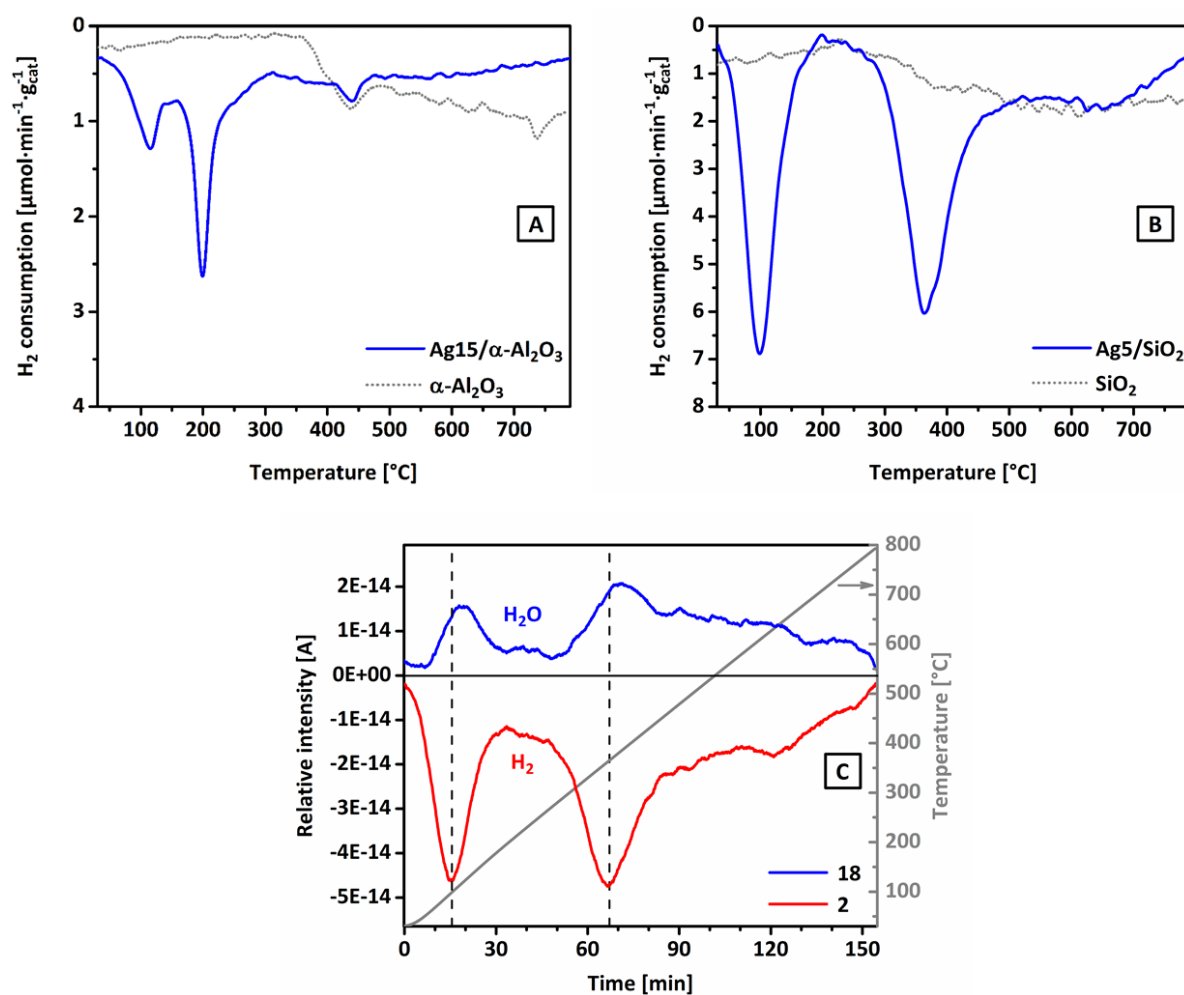 0
1
2
3
4
100 200 300 400 500 600 700
H₂ consumption [µmol·min⁻¹·g⁻¹cat]
Temperature [°C]
A
Ag15/α-Al₂O₃
α-Al₂O₃
0
1
2
3
4
5
6
7
8
100 200 300 400 500 600 700
H₂ consumption [µmol·min⁻¹·g⁻¹cat]
Temperature [°C]
B
Ag5/SiO₂
SiO₂
2E-14
1E-14
0E+00
-1E-14
-2E-14
-3E-14
-4E-14
-5E-14
Relative intensity [A]
H₂O
H₂
C
18
2
0 30 60 90 120 150
Time [min]
800
700
600
500
400
300
200
100
Temperature [°C]